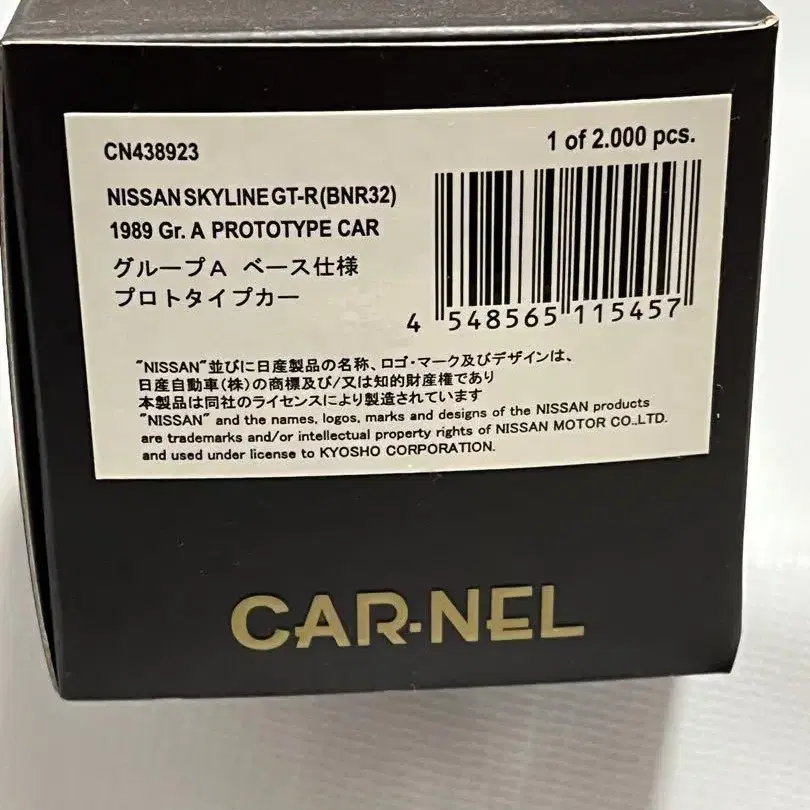 CN438923
1 of 2.000 pcs.
NISSAN SKYLINE GT-R(BNR32)
1989 Gr. A PROTOTYPE CAR
グループA ベース仕様
プロトタイプカー
4 548565 115457
"NISSAN"並びに日産製品の名称、ロゴ・マーク及びデザインは、
日産自動車(株)の商標及び/又は知的財産権であり
本製品は同社のライセンスにより製造されています
"NISSAN" and the names, logos, marks and designs of the NISSAN products
are trademarks and/or intellectual property rights of NISSAN MOTOR CO.,LTD.
and used under license to KYOSHO CORPORATION.
CAR-NEL